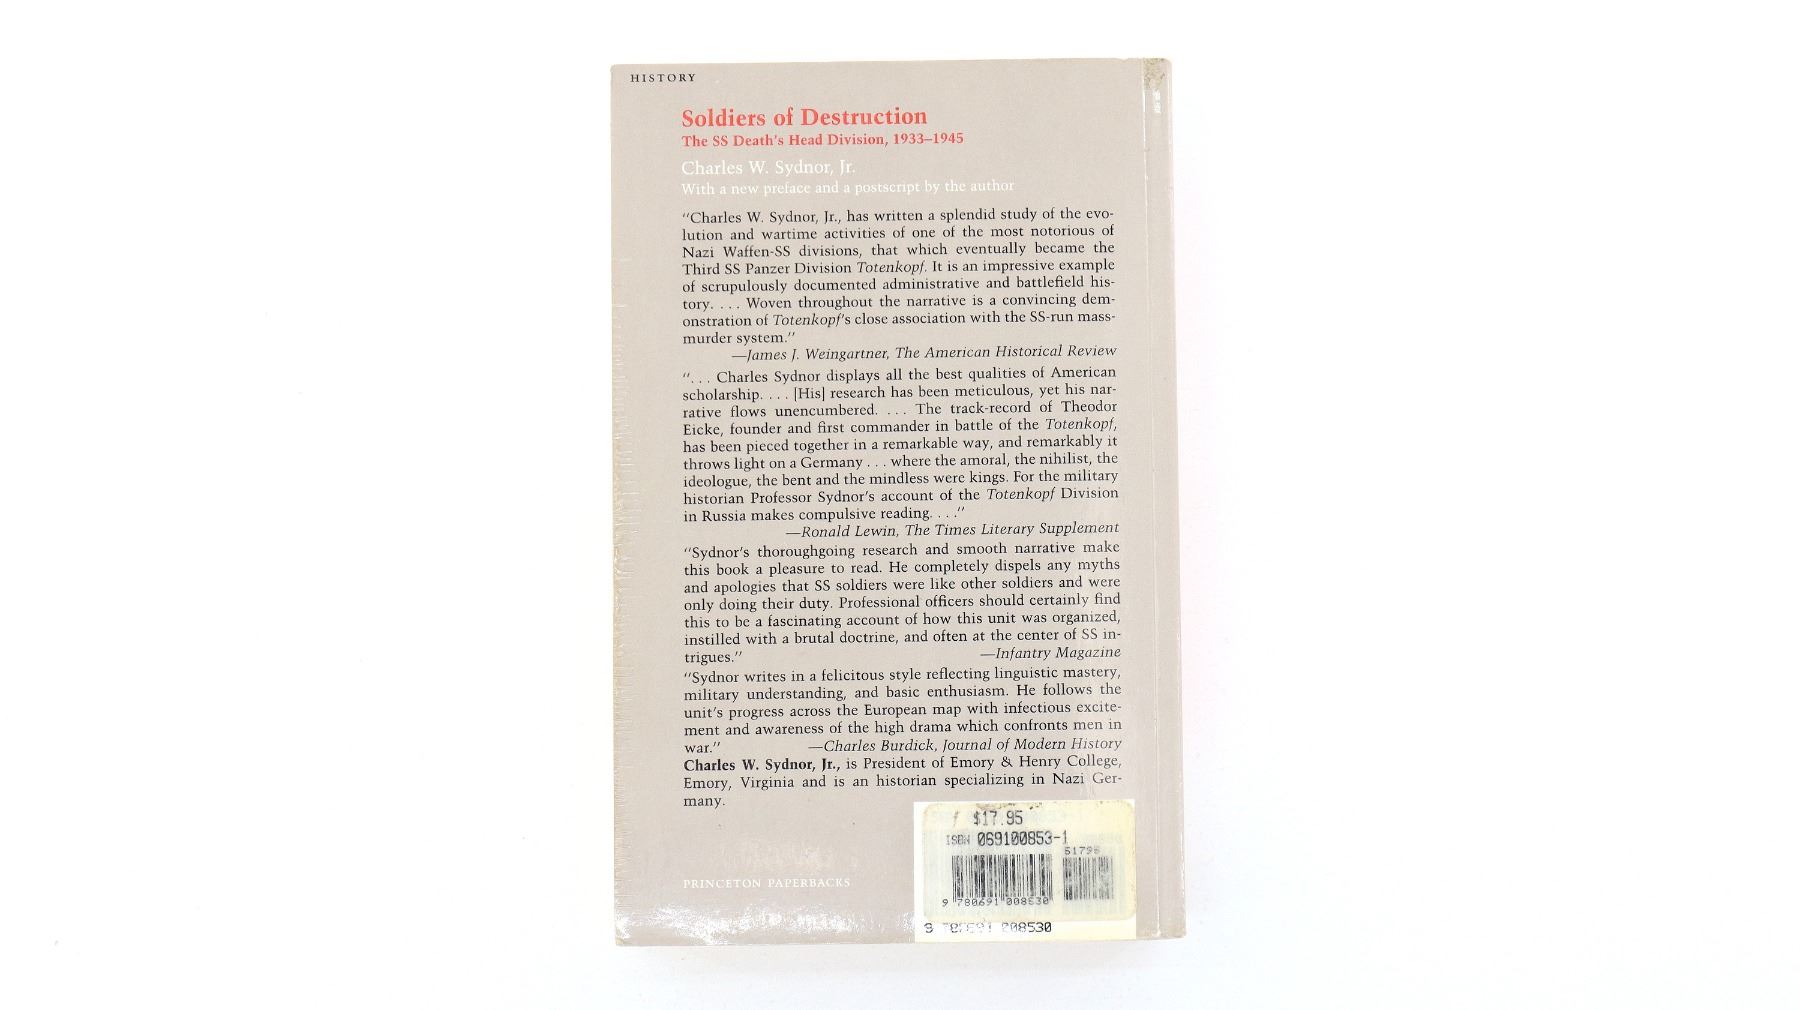 HISTORY
Soldiers of Destruction
The SS Death's Head Division, 1933–1945
Charles W. Sydnor, Jr.
With a new preface and a postscript by the author
"Charles W. Sydnor, Jr., has written a splendid study of the evo-
lution and wartime activities of one of the most notorious of
Nazi Waffen-SS divisions, that which eventually became the
Third SS Panzer Division Totenkopf. It is an impressive example
of scrupulously documented administrative and battlefield his-
tory. . . . Woven throughout the narrative is a convincing dem-
onstration of Totenkopf's close association with the SS-run mass-
murder system."
—James J. Weingartner, The American Historical Review
". . . Charles Sydnor displays all the best qualities of American
scholarship. . . . [His] research has been meticulous, yet his nar-
rative flows unencumbered. . . . The track-record of Theodor
Eicke, founder and first commander in battle of the Totenkopf,
has been pieced together in a remarkable way, and remarkably it
throws light on a Germany . . . where the amoral, the nihilist, the
ideologue, the bent and the mindless were kings. For the military
historian Professor Sydnor's account of the Totenkopf Division
in Russia makes compulsive reading. . . ."
—Ronald Lewin, The Times Literary Supplement
"Sydnor's thoroughgoing research and smooth narrative make
this book a pleasure to read. He completely dispels any myths
and apologies that SS soldiers were like other soldiers and were
only doing their duty. Professional officers should certainly find
this to be a fascinating account of how this unit was organized,
instilled with a brutal doctrine, and often at the center of SS in-
trigues." —Infantry Magazine
"Sydnor writes in a felicitous style reflecting linguistic mastery,
military understanding, and basic enthusiasm. He follows the
unit's progress across the European map with infectious excite-
ment and awareness of the high drama which confronts men in
war." —Charles Burdick, Journal of Modern History
Charles W. Sydnor, Jr., is President of Emory & Henry College,
Emory, Virginia and is an historian specializing in Nazi Ger-
many.
$17.95
ISBN 069100853-1
51795
9 780691 008530
PRINCETON PAPERBACKS
9 780691 008530